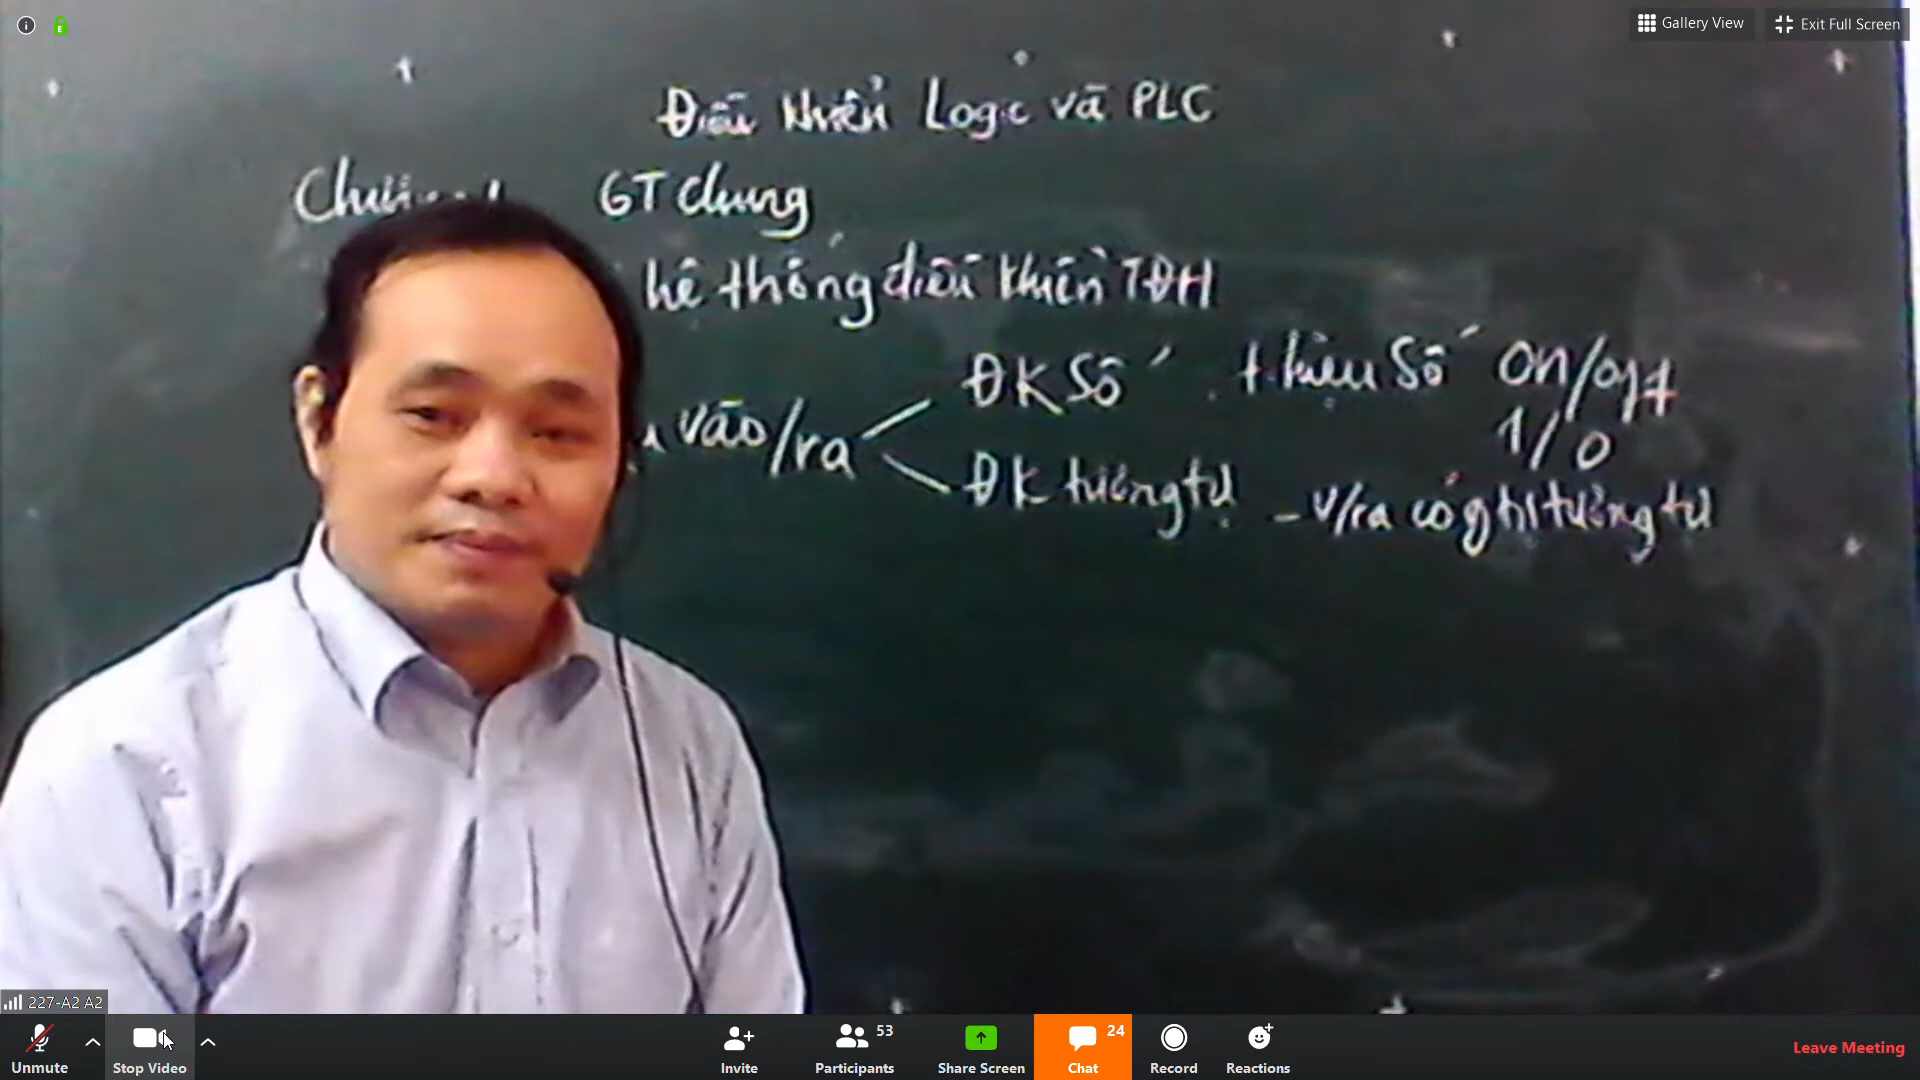 Gallery View
Exit Full Screen
Điều khiển Logic và PLC
GT chung
hệ thống điều khiển TĐH
ĐK Số
t.hiệu Số on/off
vào/ra
1/0
ĐK tương tự - v/ra có g trị tương tự
227-A2 A2
Unmute
Stop Video
Invite
Participants 53
Share Screen
Chat 24
Record
Reactions
Leave Meeting